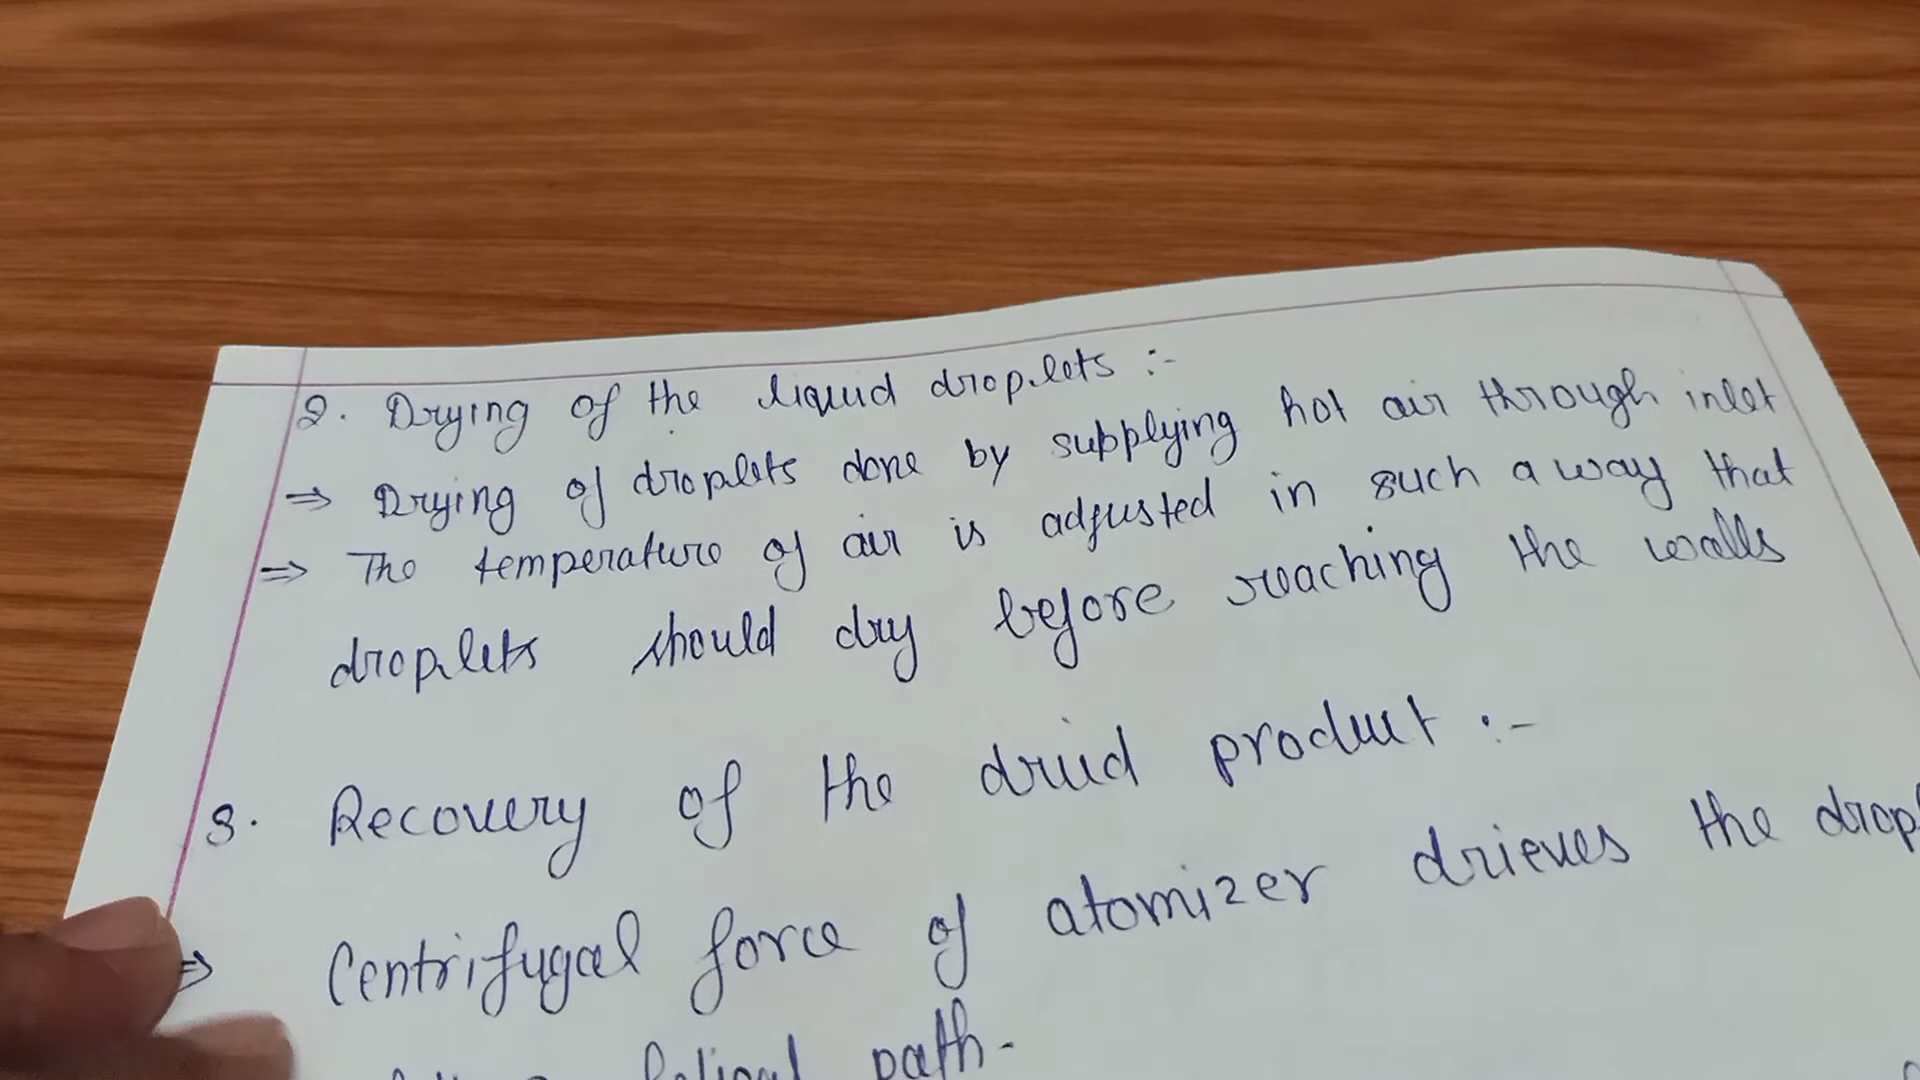 2. Drying of the liquid droplets :-
⇒ Drying of droplets done by supplying hot air through inlet
⇒ The temperature of air is adjusted in such a way that
droplets should dry before reaching the walls
3. Recovery of the dried product :-
⇒ Centrifugal force of atomizer drieves the drop
path-